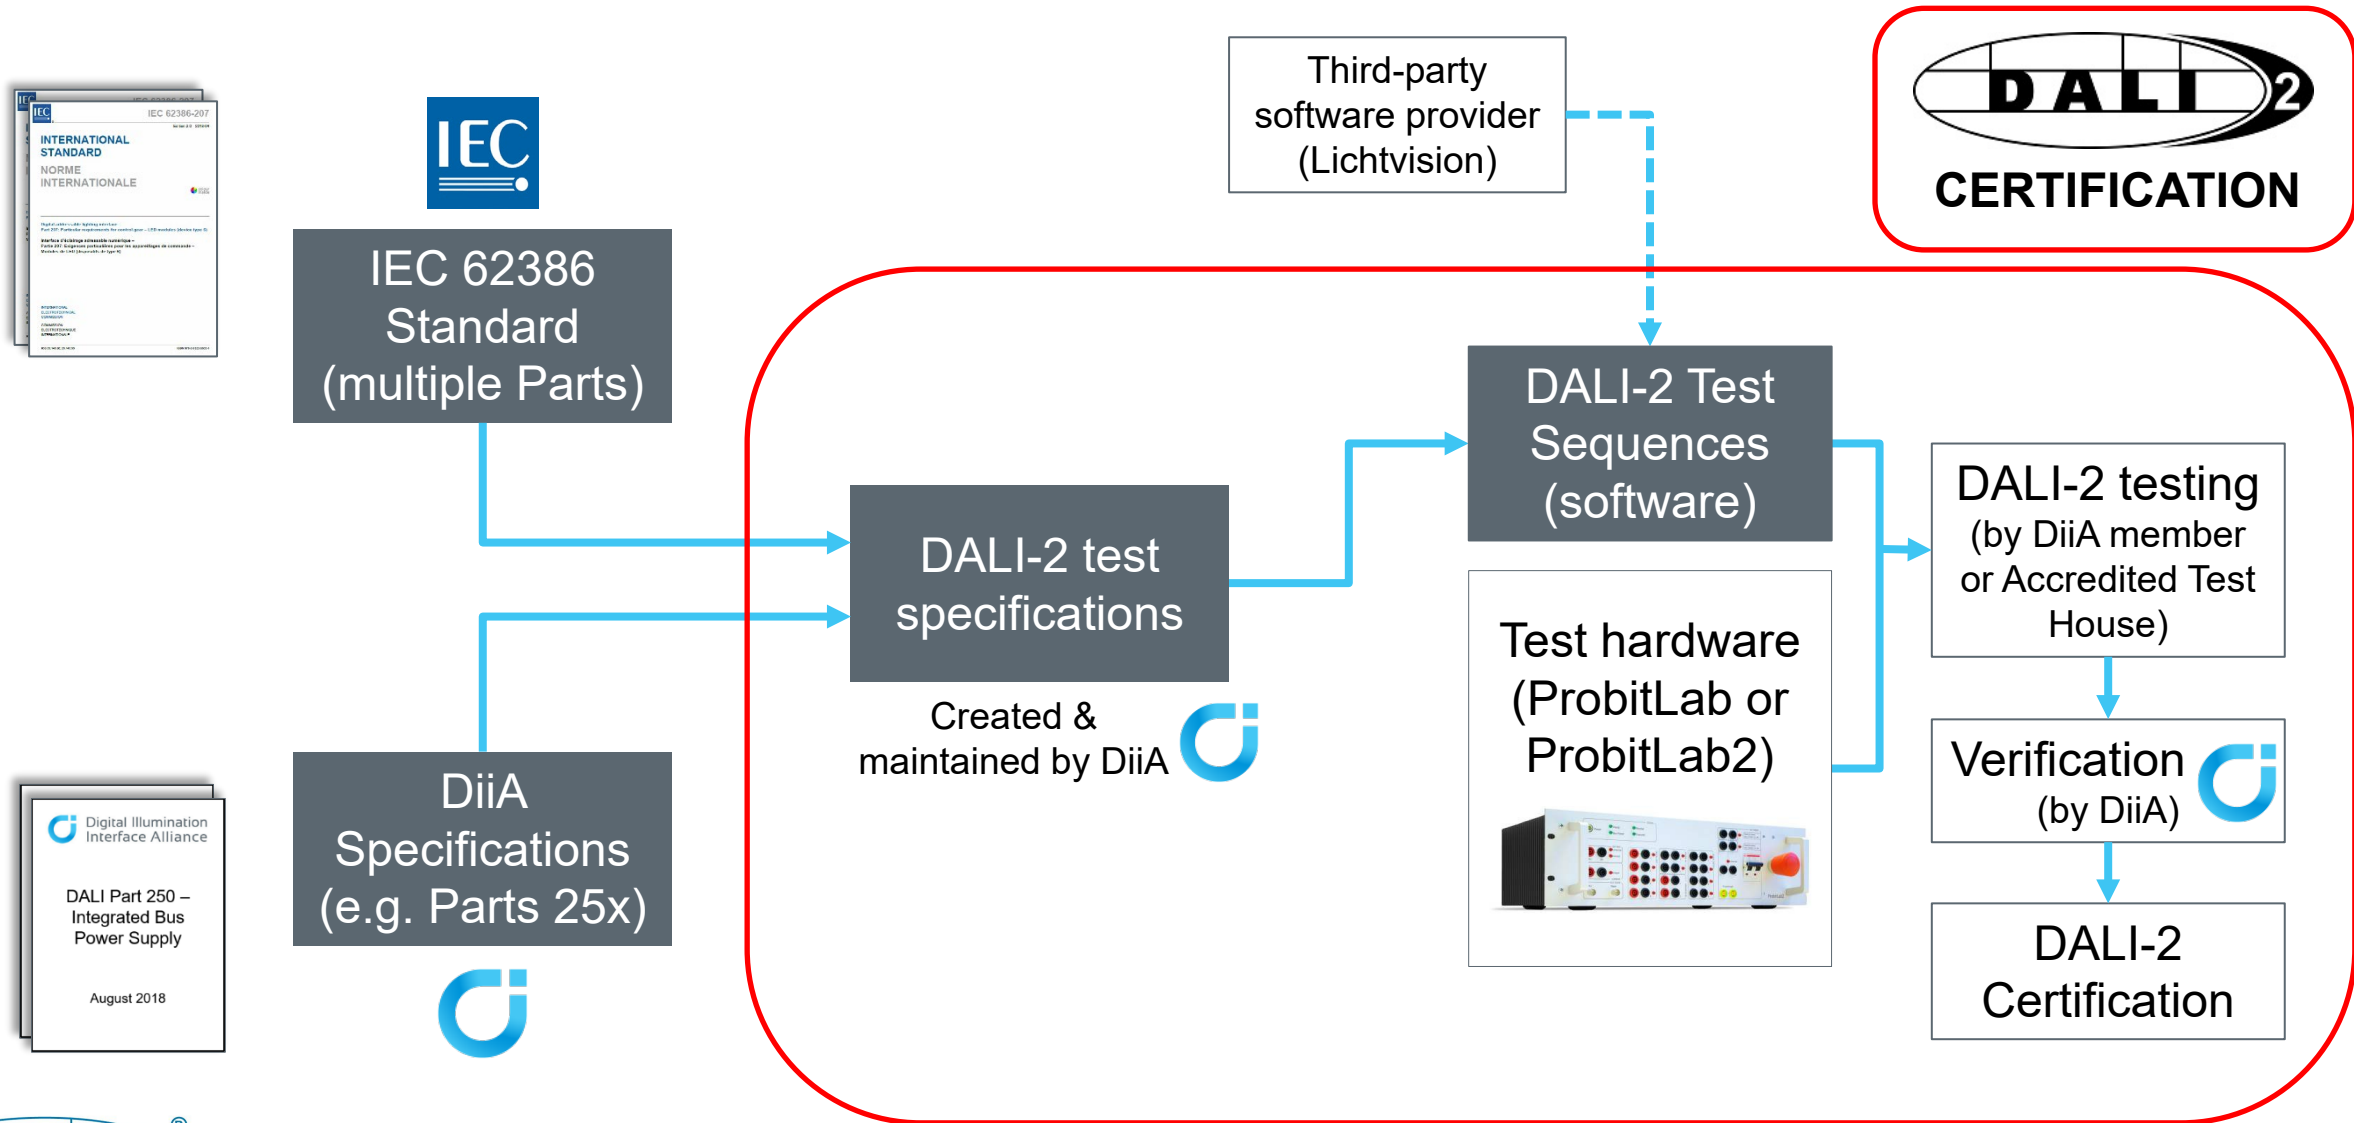 IEC
IEC
IEC 62386-207
INTERNATIONAL
STANDARD
NORME
INTERNATIONALE
IEC
IEC 62386
Standard
(multiple Parts)
Third-party
software provider
(Lichtvision)
DALI 2
CERTIFICATION
DALI-2 test
specifications
Created &
maintained by DiiA
DALI-2 Test
Sequences
(software)
Test hardware
(ProbitLab or
ProbitLab2)
DALI-2 testing
(by DiiA member
or Accredited Test
House)
Verification
(by DiiA)
DALI-2
Certification
DiiA
Specifications
(e.g. Parts 25x)
Digital Illumination
Interface Alliance
DALI Part 250 –
Integrated Bus
Power Supply
August 2018
®